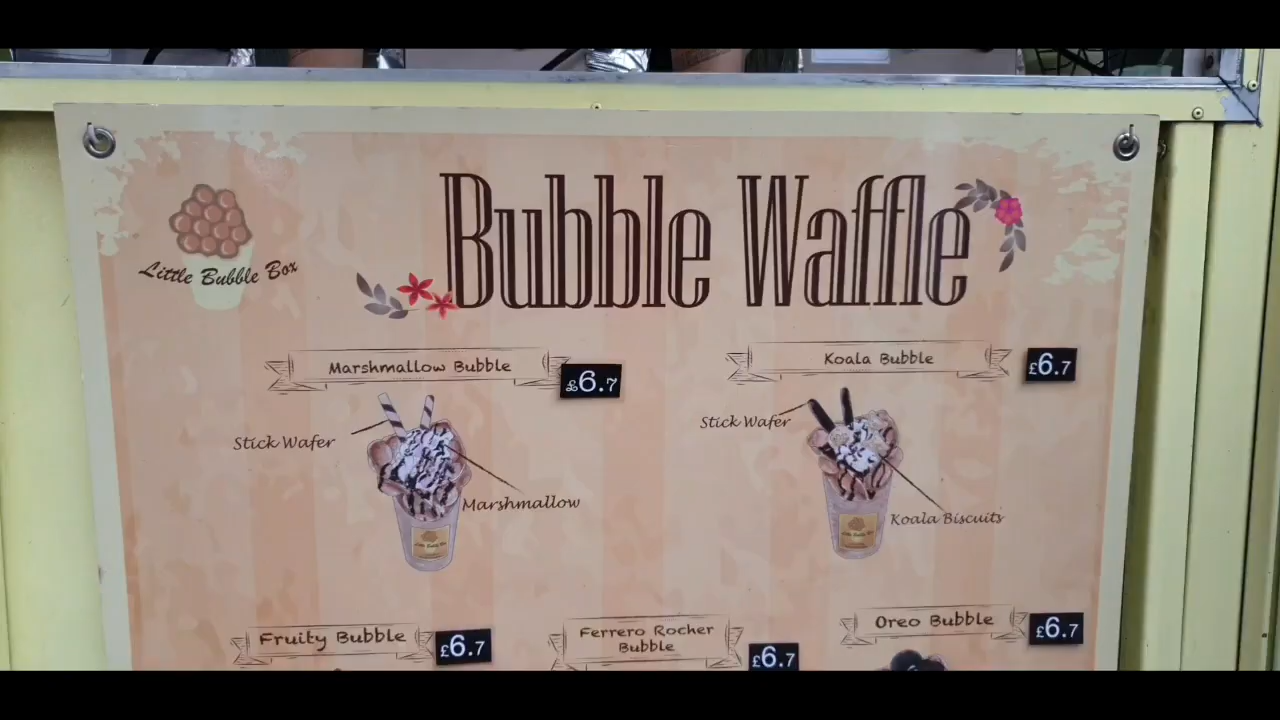 Bubble Waffle
Little Bubble Box
Marshmallow Bubble
£6.7
Koala Bubble
£6.7
Stick Wafer
Marshmallow
Stick Wafer
Koala Biscuits
Fruity Bubble
£6.7
Ferrero Rocher
Bubble
£6.7
Oreo Bubble
£6.7